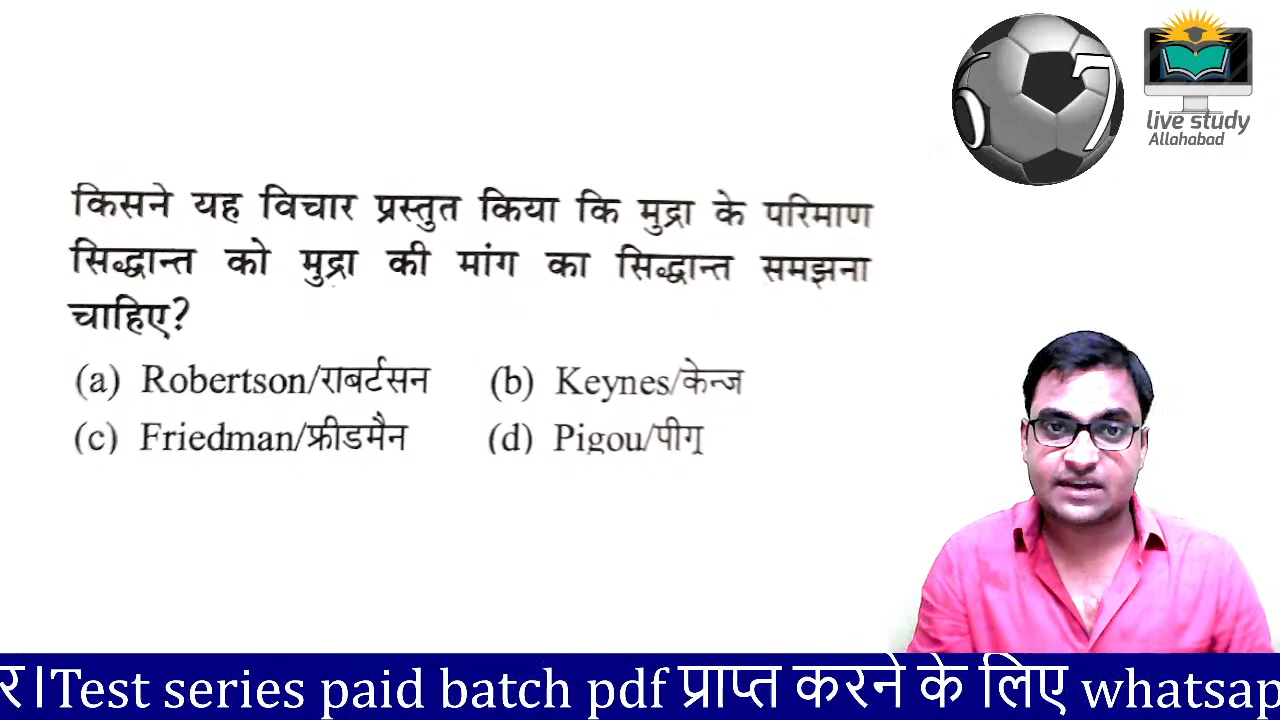 67
live study
Allahabad
किसने यह विचार प्रस्तुत किया कि मुद्रा के परिमाण
सिद्धान्त को मुद्रा की मांग का सिद्धान्त समझना
चाहिए?
(a) Robertson/राबर्टसन (b) Keynes/केन्ज
(c) Friedman/फ्रीडमैन (d) Pigou/पीगू
र।Test series paid batch pdf प्राप्त करने के लिए whatsap